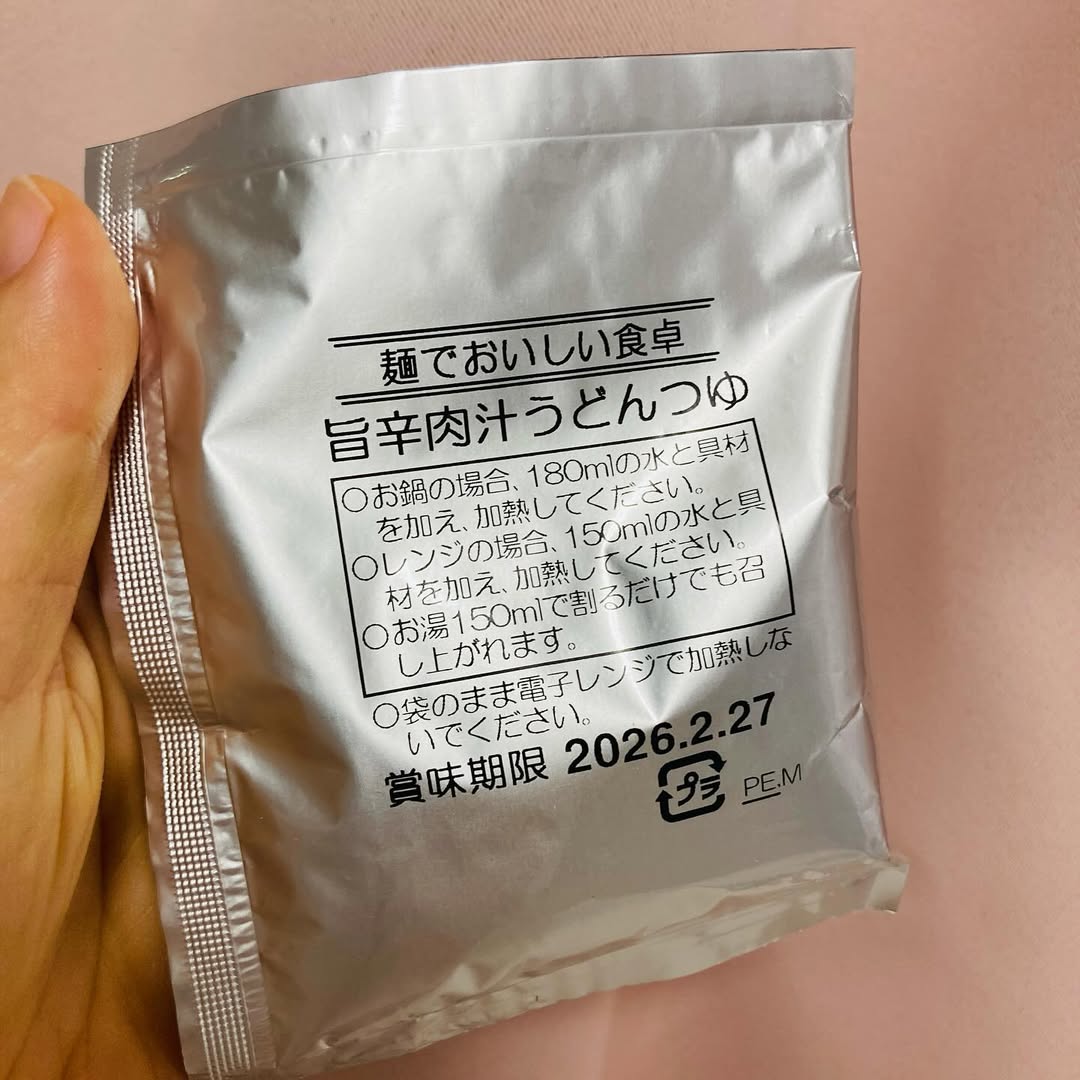 麺でおいしい食卓
旨辛肉汁うどんつゆ
○お鍋の場合、180mlの水と具材
を加え、加熱してください。
○レンジの場合、150mlの水と具
材を加え、加熱してください。
○お湯150mlで割るだけでも召
し上がれます。
○袋のまま電子レンジで加熱しな
いでください。
賞味期限 2026.2.27
プラ PE,M